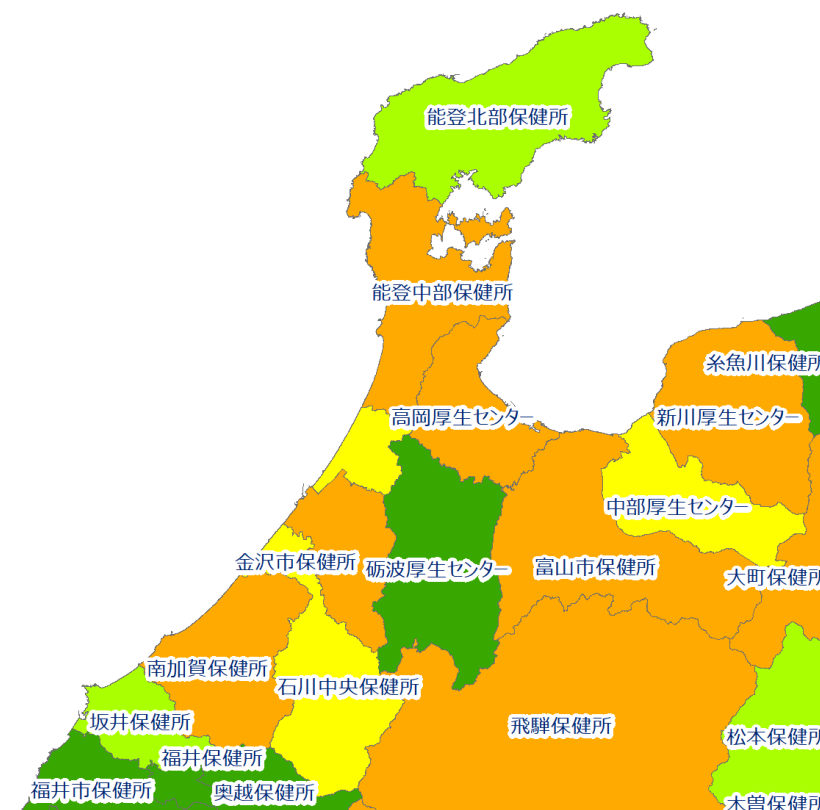 能登北部保健所
能登中部保健所
糸魚川保健所
高岡厚生センター
新川厚生センター
中部厚生センター
金沢市保健所
砺波厚生センター
富山市保健所
大町保健所
南加賀保健所
石川中央保健所
坂井保健所
飛騨保健所
松本保健所
福井保健所
福井市保健所
奥越保健所
木曽保健所